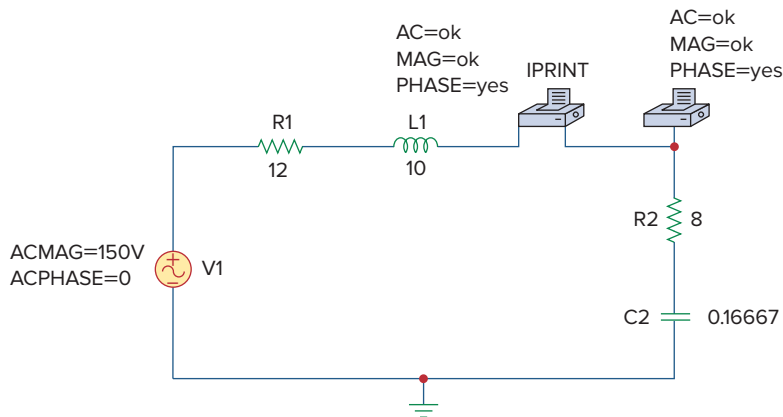 AC=ok
MAG=ok
PHASE=yes
IPRINT
AC=ok
MAG=ok
PHASE=yes
R1
12
L1
10
R2
8
ACMAG=150V
ACPHASE=0
V1
C2
0.16667